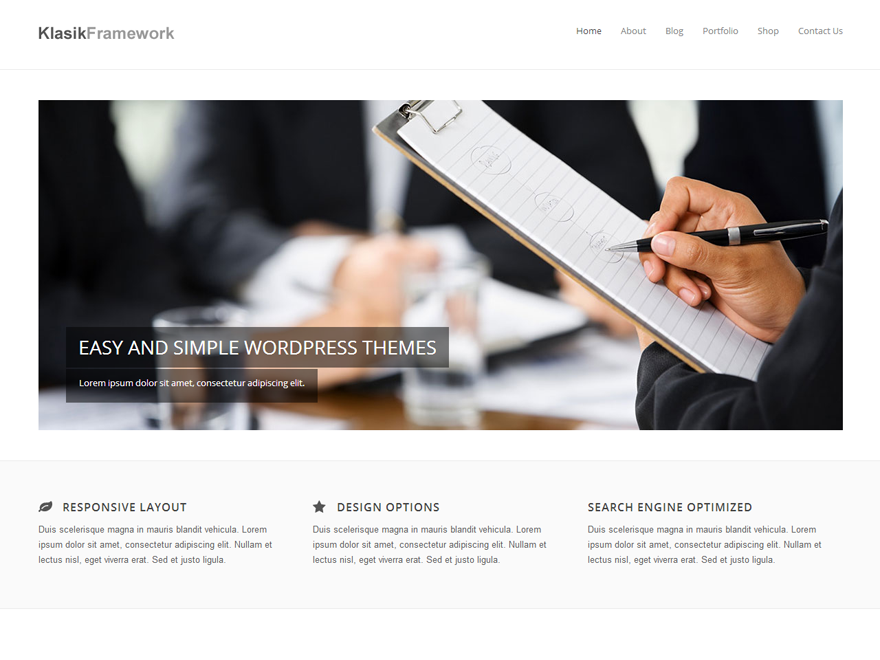 KlasikFramework
Home About Blog Portfolio Shop Contact Us
EASY AND SIMPLE WORDPRESS THEMES
Lorem ipsum dolor sit amet, consectetur adipiscing elit.
RESPONSIVE LAYOUT
Duis scelerisque magna in mauris blandit vehicula. Lorem
ipsum dolor sit amet, consectetur adipiscing elit. Nullam et
lectus nisl, eget viverra erat. Sed et justo ligula.
DESIGN OPTIONS
Duis scelerisque magna in mauris blandit vehicula. Lorem
ipsum dolor sit amet, consectetur adipiscing elit. Nullam et
lectus nisl, eget viverra erat. Sed et justo ligula.
SEARCH ENGINE OPTIMIZED
Duis scelerisque magna in mauris blandit vehicula. Lorem
ipsum dolor sit amet, consectetur adipiscing elit. Nullam et
lectus nisl, eget viverra erat. Sed et justo ligula.